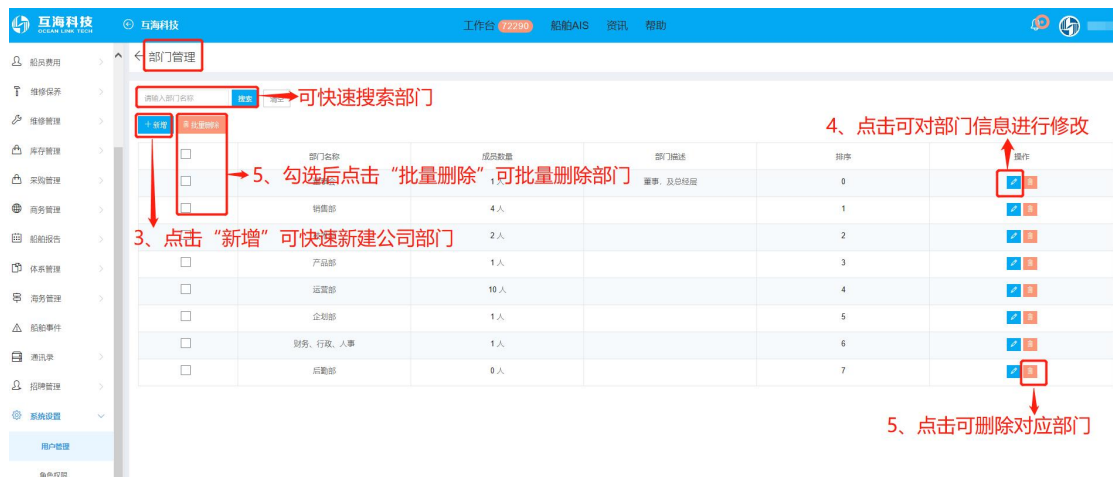 互海科技
OCEAN LINK TECH
互海科技
工作台 72290 船舶AIS 资讯 帮助
船员费用
维修保养
维修管理
库存管理
采购管理
商务管理
船舶报告
体系管理
海务管理
船舶事件
通讯录
招聘管理
系统设置
用户管理
角色权限
部门管理
请输入部门名称 搜索
可快速搜索部门
+新增 批量删除
4、点击可对部门信息进行修改
部门名称 成员数量 部门描述 排序 操作
1人 董事、及总经层 0
5、勾选后点击“批量删除”可批量删除部门
销售部 4人 1
3、点击“新增”可快速新建公司部门
2人 2
产品部 1人 3
运营部 10人 4
企划部 1人 5
财务、行政、人事 1人 6
后勤部 0人 7
5、点击可删除对应部门